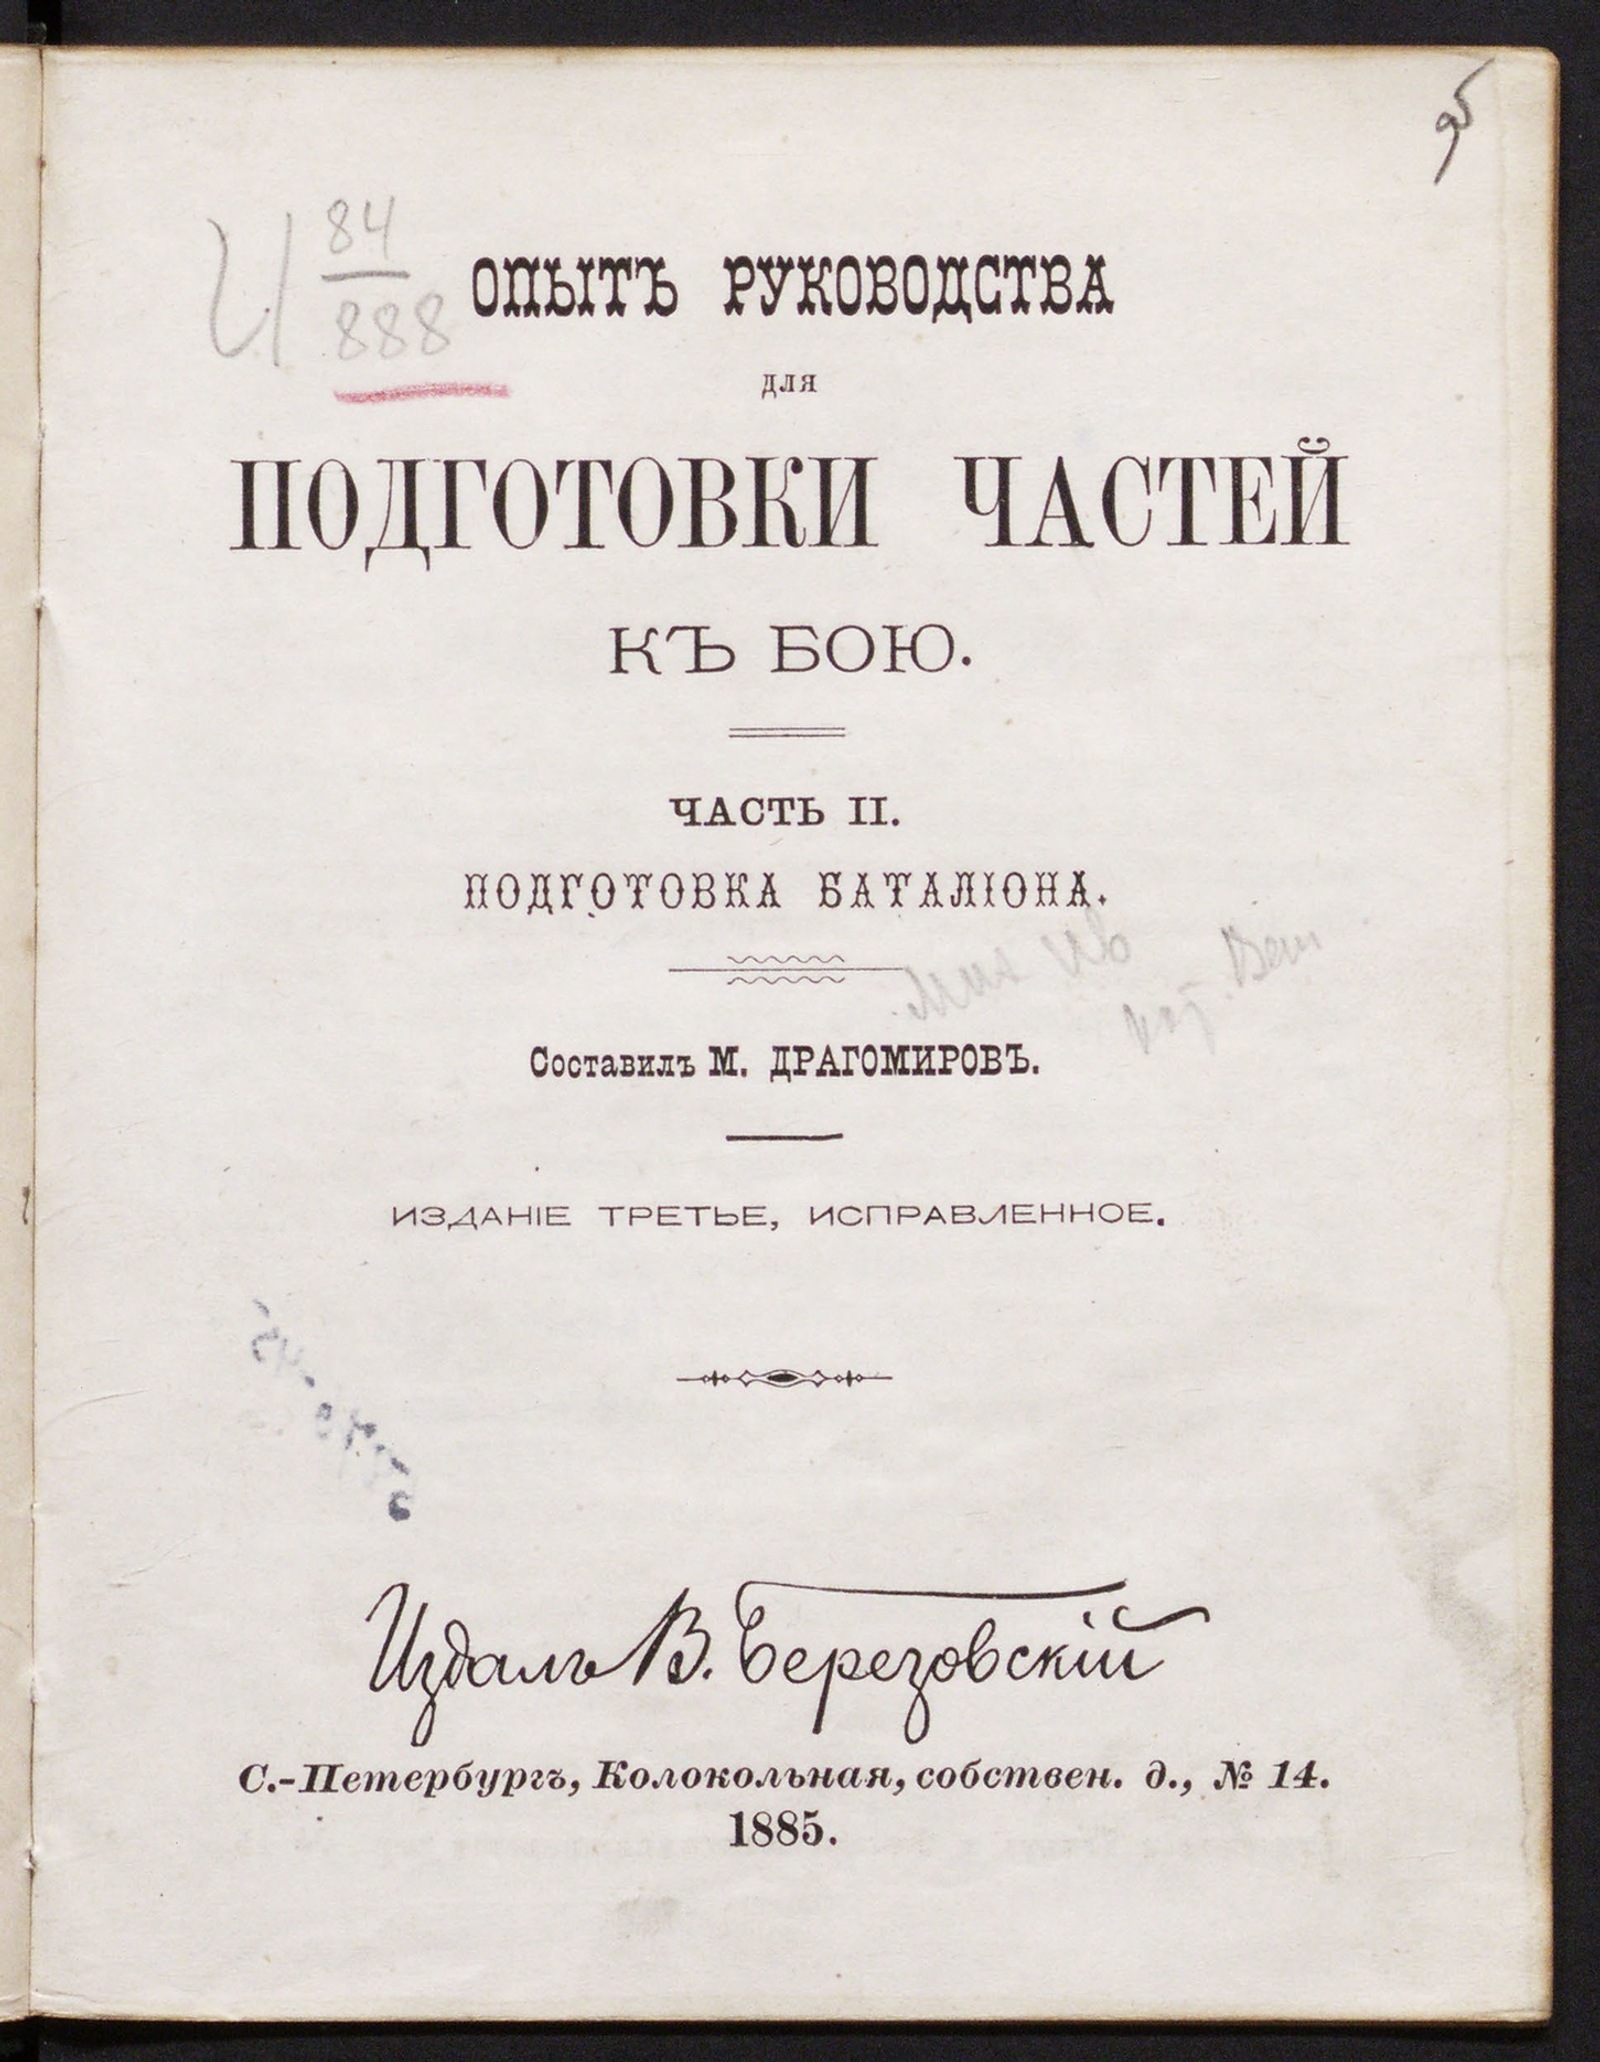 95
И 84
888
ОПЫТЪ РУКОВОДСТВА
для
ПОДГОТОВКИ ЧАСТЕЙ
КЪ БОЮ.
ЧАСТЬ II.
ПОДГОТОВКА БАТАЛІОНА.
Составилъ М. ДРАГОМИРОВЪ.
ИЗДАНІЕ ТРЕТЬЕ, ИСПРАВЛЕННОЕ.
Издалъ В. Березовскій
С.-Петербургъ, Колокольная, собствен. д., № 14.
1885.